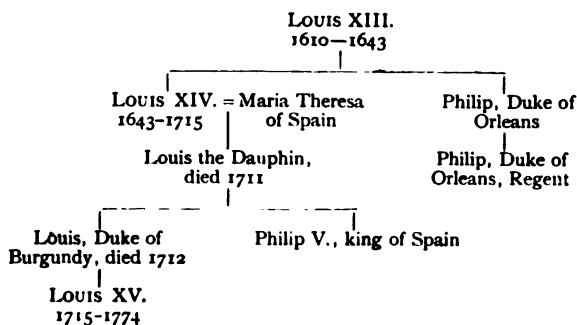 LOUIS XIII.
1610—1643
LOUIS XIV. = Maria Theresa
1643-1715 of Spain
Philip, Duke of
Orleans
Louis the Dauphin,
died 1711
Philip, Duke of
Orleans, Regent
Louis, Duke of
Burgundy, died 1712
Philip V., king of Spain
LOUIS XV.
1715-1774